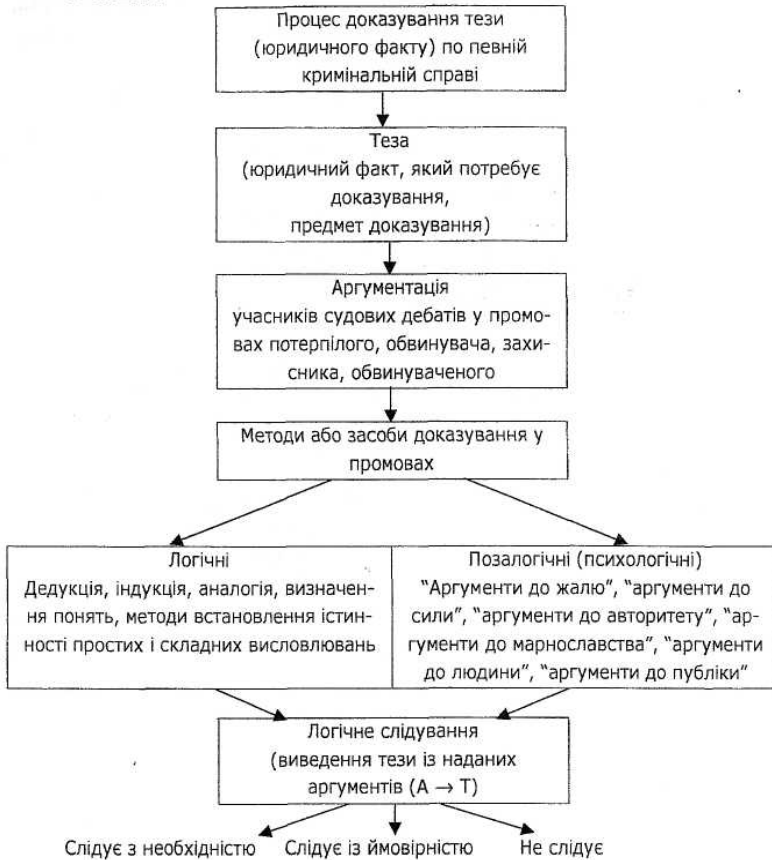 Процес доказування тези
(юридичного факту) по певній
кримінальній справі
Теза
(юридичний факт, який потребує
доказування,
предмет доказування)
Аргументація
учасників судових дебатів у промо-
вах потерпілого, обвинувача, захи-
сника, обвинуваченого
Методи або засоби доказування у
промовах
Логічні
Дедукція, індукція, аналогія, визначен-
ня понять, методи встановлення істин-
ності простих і складних висловлювань
Позалогічні (психологічні)
“Аргументи до жалю”, “аргументи до
сили”, “аргументи до авторитету”, “ар-
гументи до марнославства”, “аргументи
до людини”, “аргументи до публіки”
Логічне слідування
(виведення тези із наданих
аргументів (А → Т)
Слідує з необхідністю Слідує із ймовірністю Не слідує